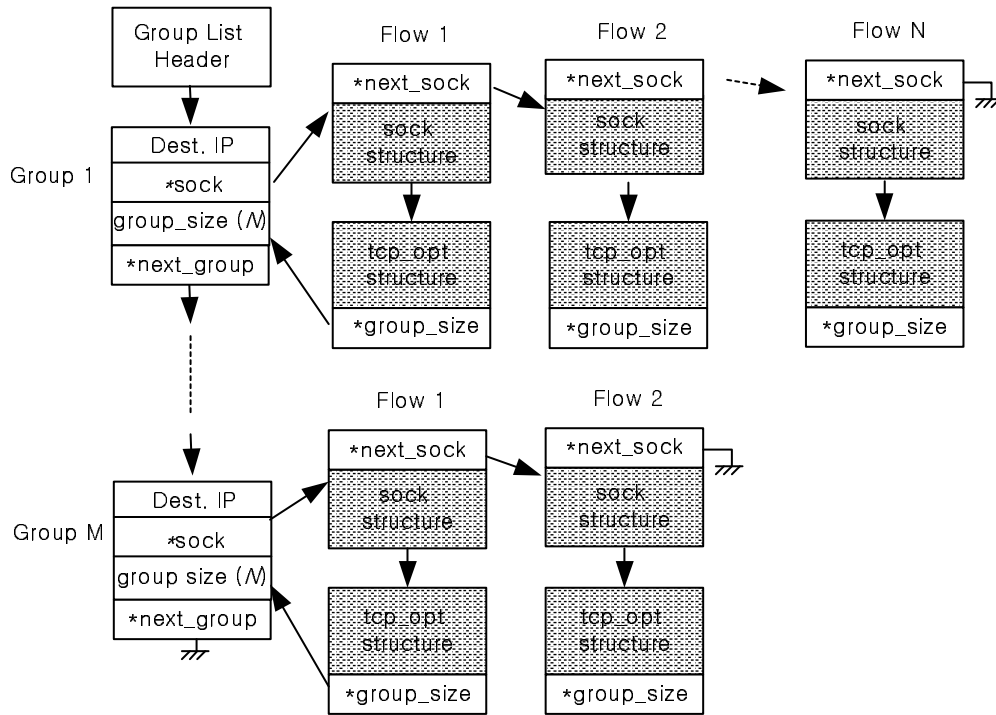 Group List
Header
Flow 1
Flow 2
Flow N
*next_sock
*next_sock
*next_sock
sock
structure
sock
structure
sock
structure
Group 1
Dest. IP
*sock
group_size (N)
*next_group
tcp_opt
structure
tcp_opt
structure
tcp_opt
structure
*group_size
*group_size
*group_size
Flow 1
Flow 2
*next_sock
*next_sock
sock
structure
sock
structure
Group M
Dest. IP
*sock
group size (N)
*next_group
tcp_opt
structure
tcp_opt
structure
*group_size
*group_size